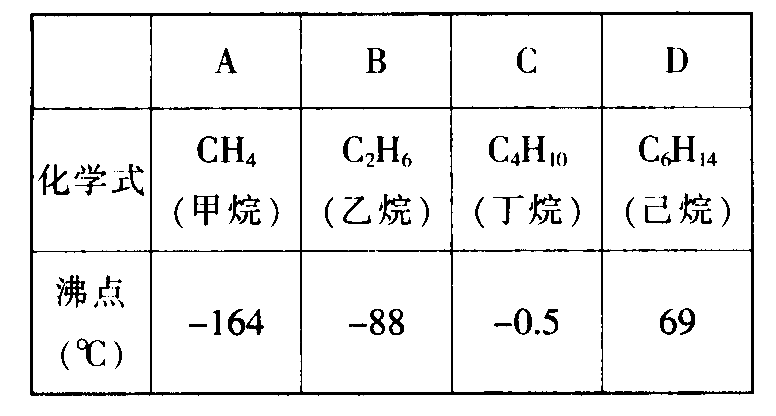 A B C D
化学式 CH₄ C₂H₆ C₄H₁₀ C₆H₁₄
(甲烷) (乙烷) (丁烷) (己烷)
沸点
(℃) -164 -88 -0.5 69